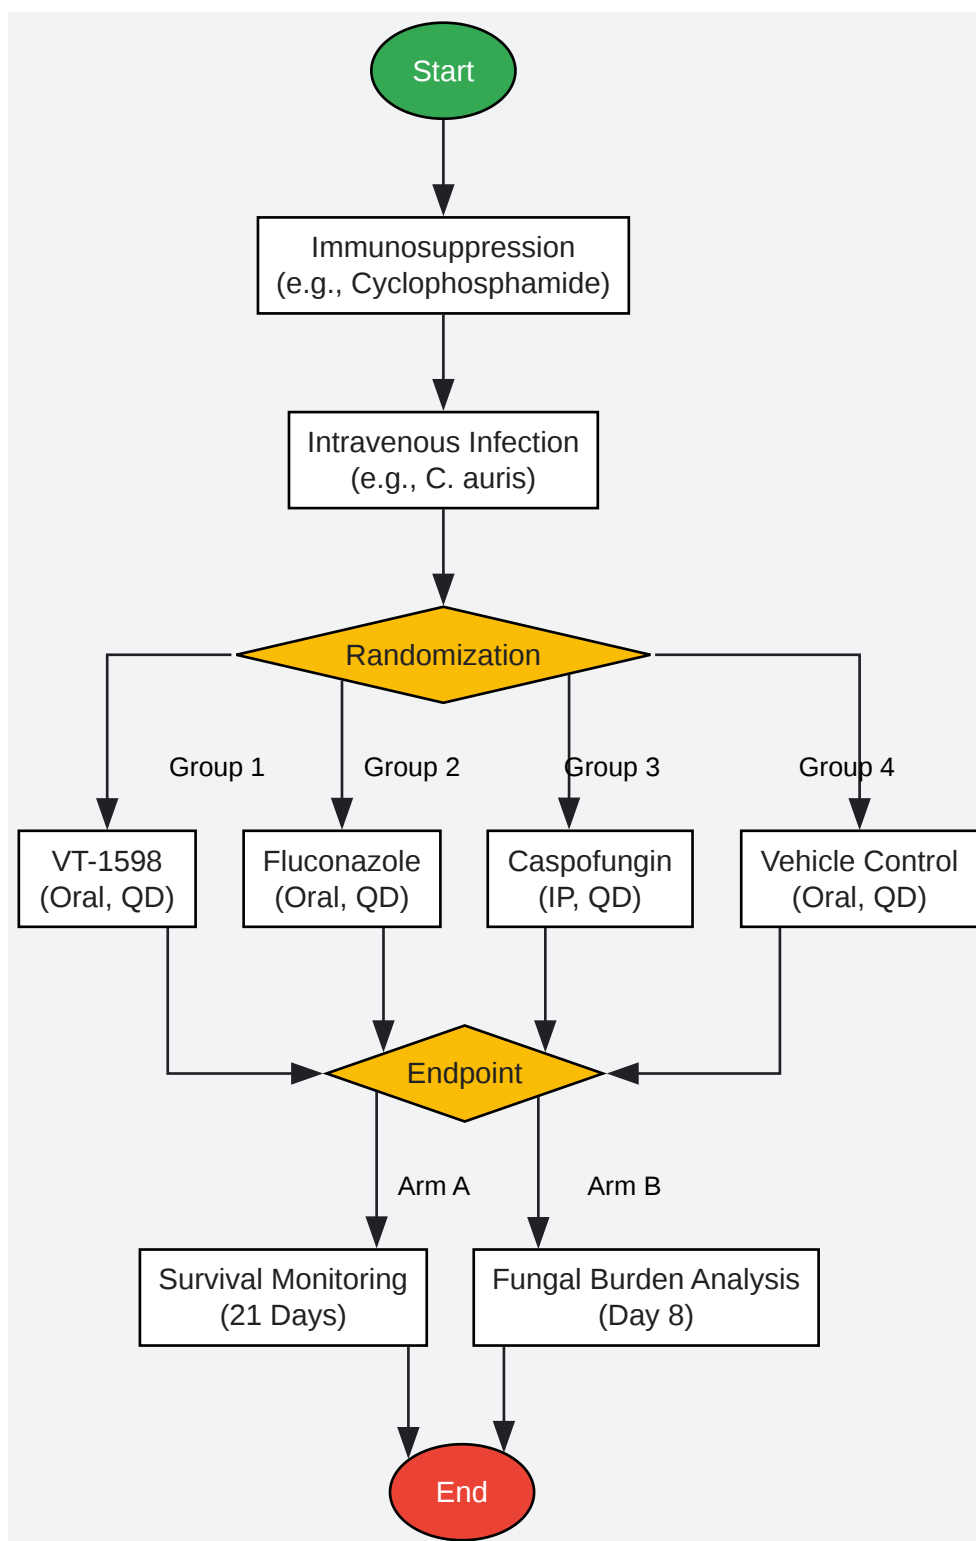 Start
Immunosuppression
(e.g., Cyclophosphamide)
Intravenous Infection
(e.g., C. auris)
Randomization
Group 1
Group 2
Group 3
Group 4
VT-1598
(Oral, QD)
Fluconazole
(Oral, QD)
Caspofungin
(IP, QD)
Vehicle Control
(Oral, QD)
Endpoint
Arm A
Arm B
Survival Monitoring
(21 Days)
Fungal Burden Analysis
(Day 8)
End